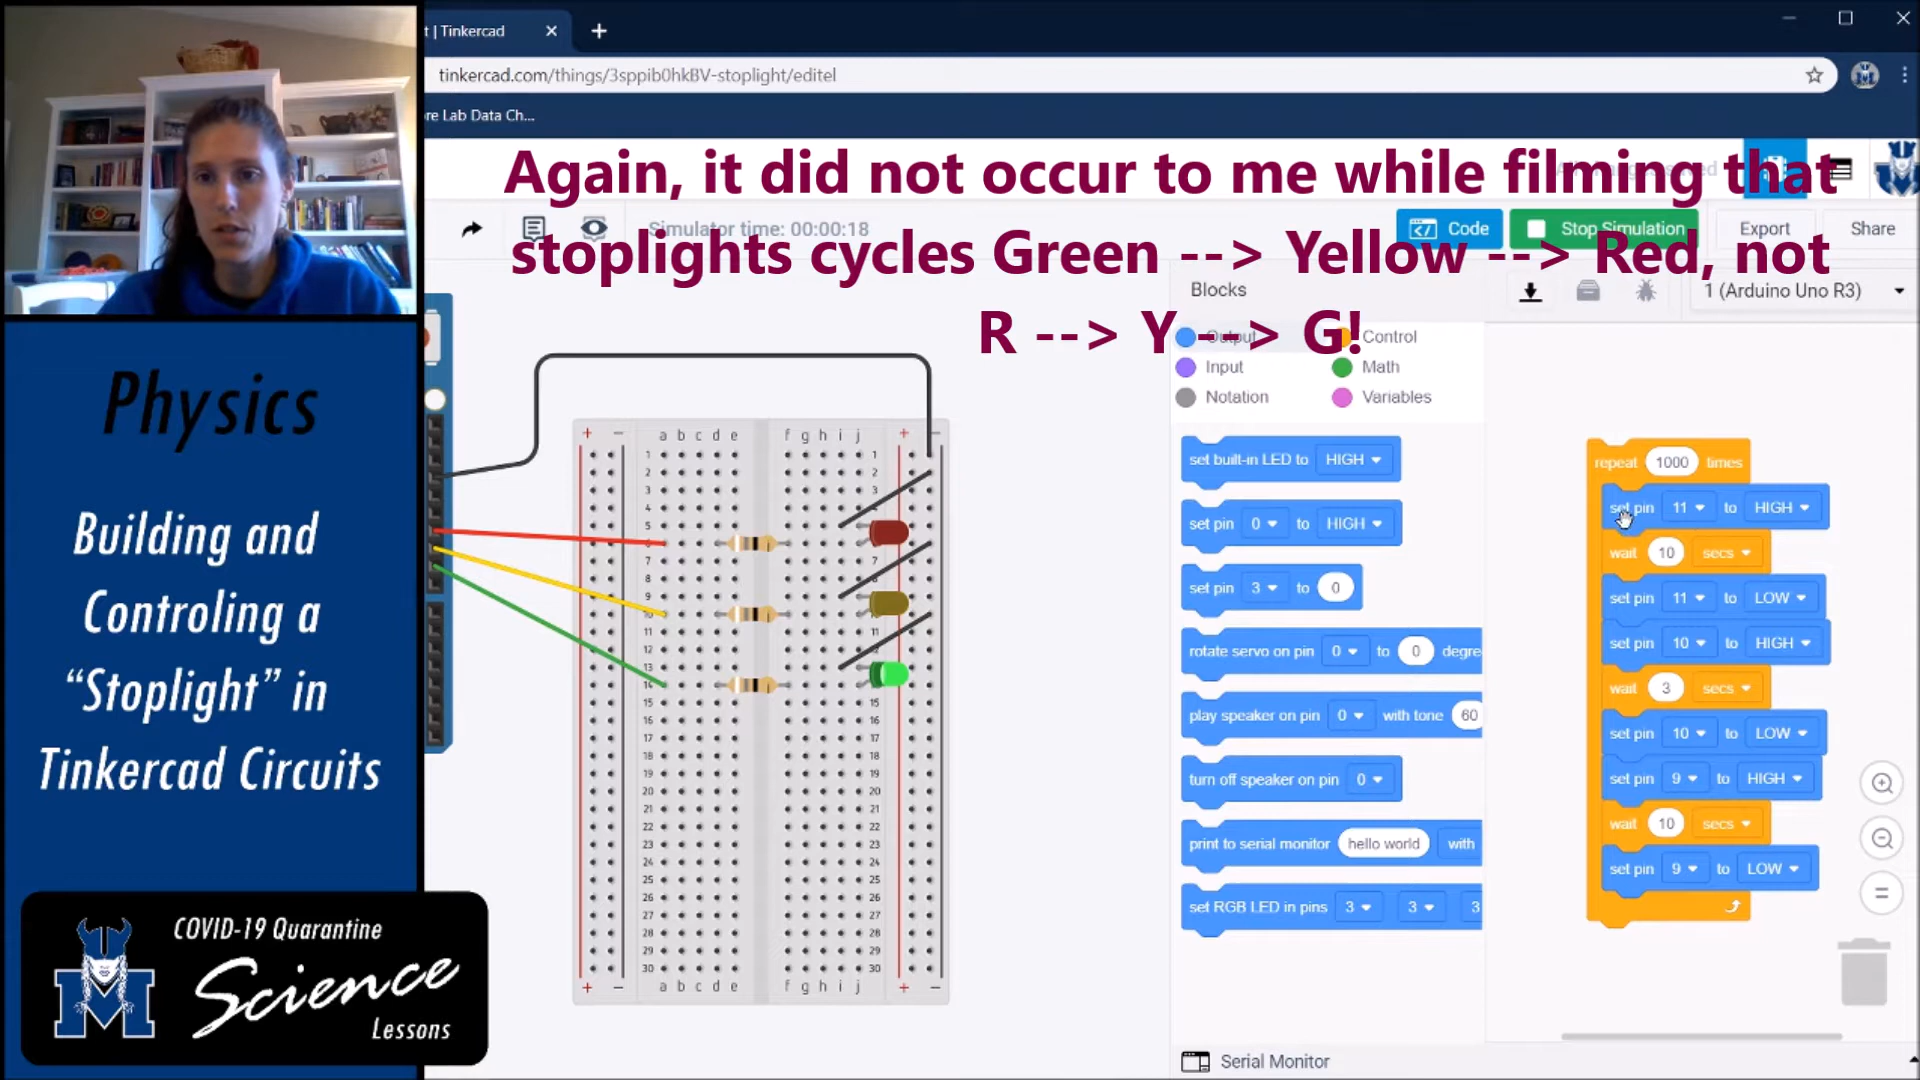 t | Tinkercad
tinkercad.com/things/3sppib0hkBV-stoplight/editel
re Lab Data Ch...
Again, it did not occur to me while filming that
stoplights cycles Green --> Yellow --> Red, not
R --> Y --> G!
Simulator time: 00:00:18
Code
Stop Simulation
Export
Share
Blocks
1 (Arduino Uno R3)
Output
Control
Input
Math
Notation
Variables
set built-in LED to HIGH
set pin 0 to HIGH
set pin 3 to 0
rotate servo on pin 0 to 0 degre
play speaker on pin 0 with tone 60
turn off speaker on pin 0
print to serial monitor hello world with
set RGB LED in pins 3 3 3
repeat 1000 times
set pin 11 to HIGH
wait 10 secs
set pin 11 to LOW
set pin 10 to HIGH
wait 3 secs
set pin 10 to LOW
set pin 9 to HIGH
wait 10 secs
set pin 9 to LOW
Serial Monitor
Physics
Building and
Controling a
“Stoplight” in
Tinkercad Circuits
M
COVID-19 Quarantine
Science
Lessons